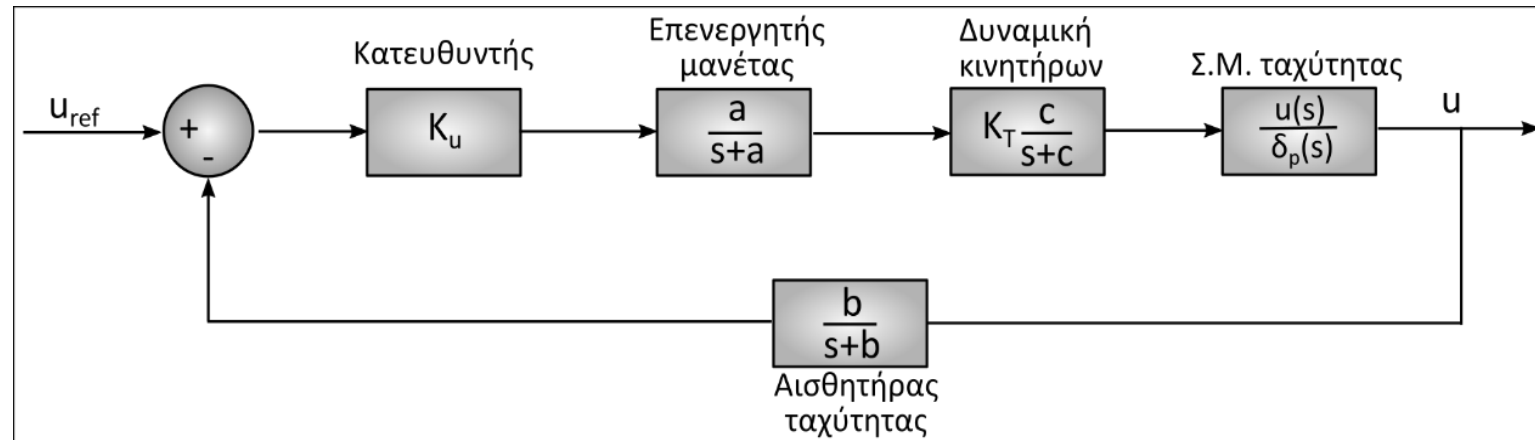 Κατευθυντής
Επενεργητής
μανέτας
Δυναμική
κινητήρων
Σ.Μ. ταχύτητας
u_ref
+
-
K_u
a
s+a
K_T c
s+c
u(s)
δ_p(s)
u
b
s+b
Αισθητήρας
ταχύτητας